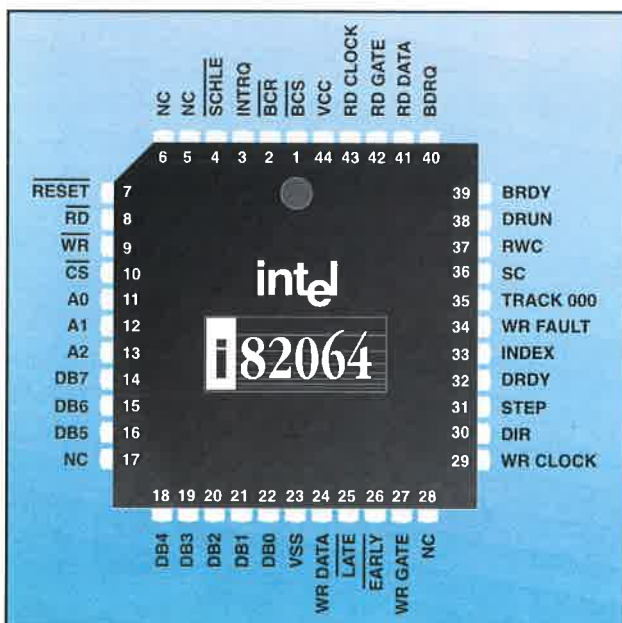 NC
NC
SCHLE
INTRQ
BCR
BCS
VCC
RD CLOCK
RD GATE
RD DATA
BDRQ
6 5 4 3 2 1 44 43 42 41 40
RESET 7
RD 8
WR 9
CS 10
A0 11
A1 12
A2 13
DB7 14
DB6 15
DB5 16
NC 17
intel
i82064
39 BRDY
38 DRUN
37 RWC
36 SC
35 TRACK 000
34 WR FAULT
33 INDEX
32 DRDY
31 STEP
30 DIR
29 WR CLOCK
18 19 20 21 22 23 24 25 26 27 28
DB4
DB3
DB2
DB1
DB0
VSS
WR DATA
LATE
EARLY
WR GATE
NC